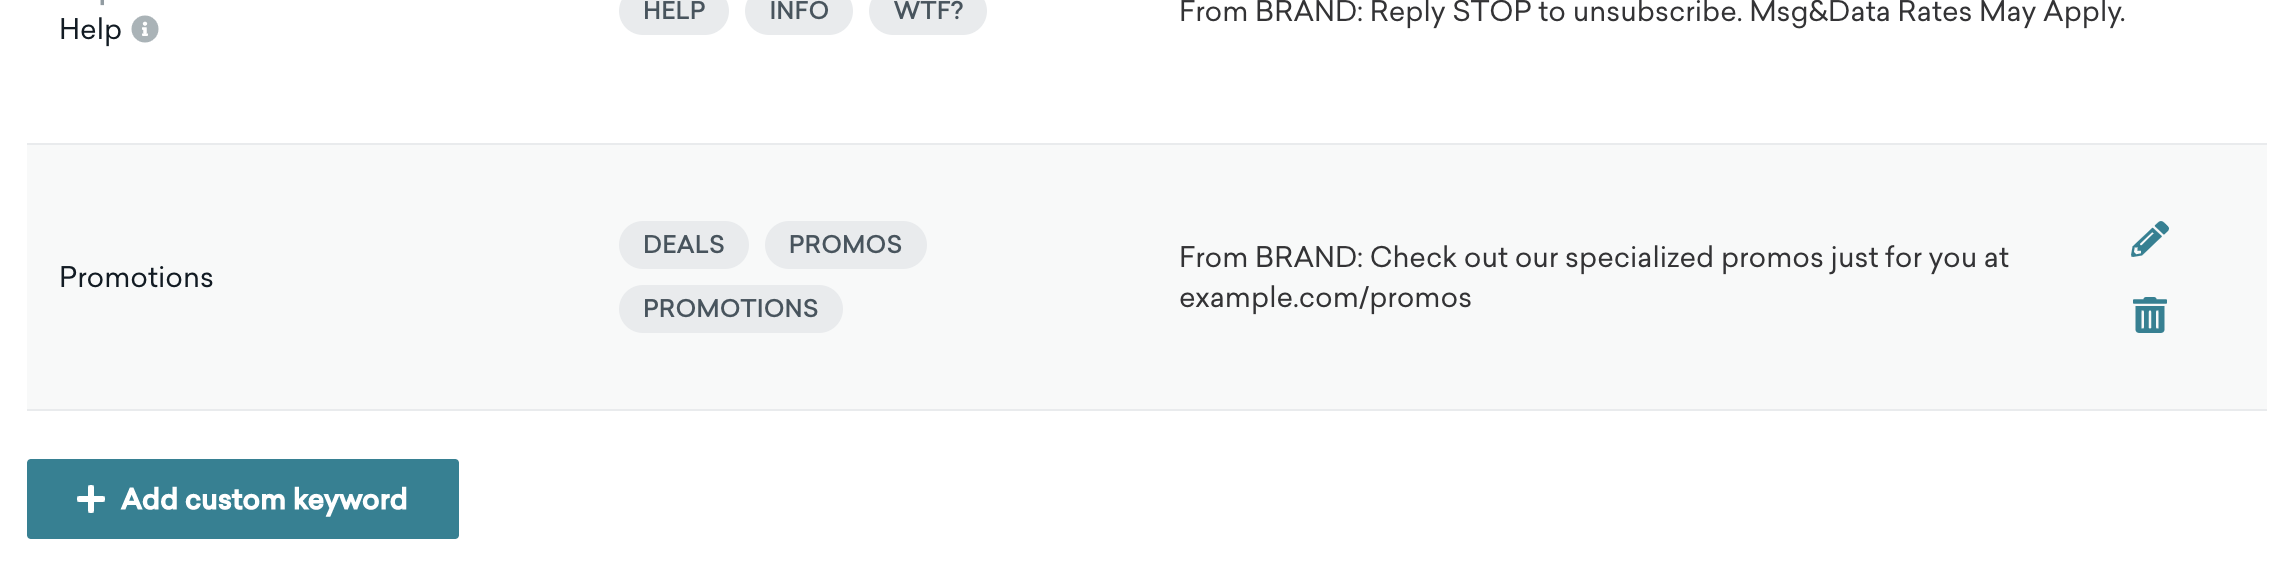 Help
HELP INFO WTF?
From BRAND: Reply STOP to unsubscribe. Msg&Data Rates May Apply.
Promotions
DEALS PROMOS
PROMOTIONS
From BRAND: Check out our specialized promos just for you at
example.com/promos
Add custom keyword